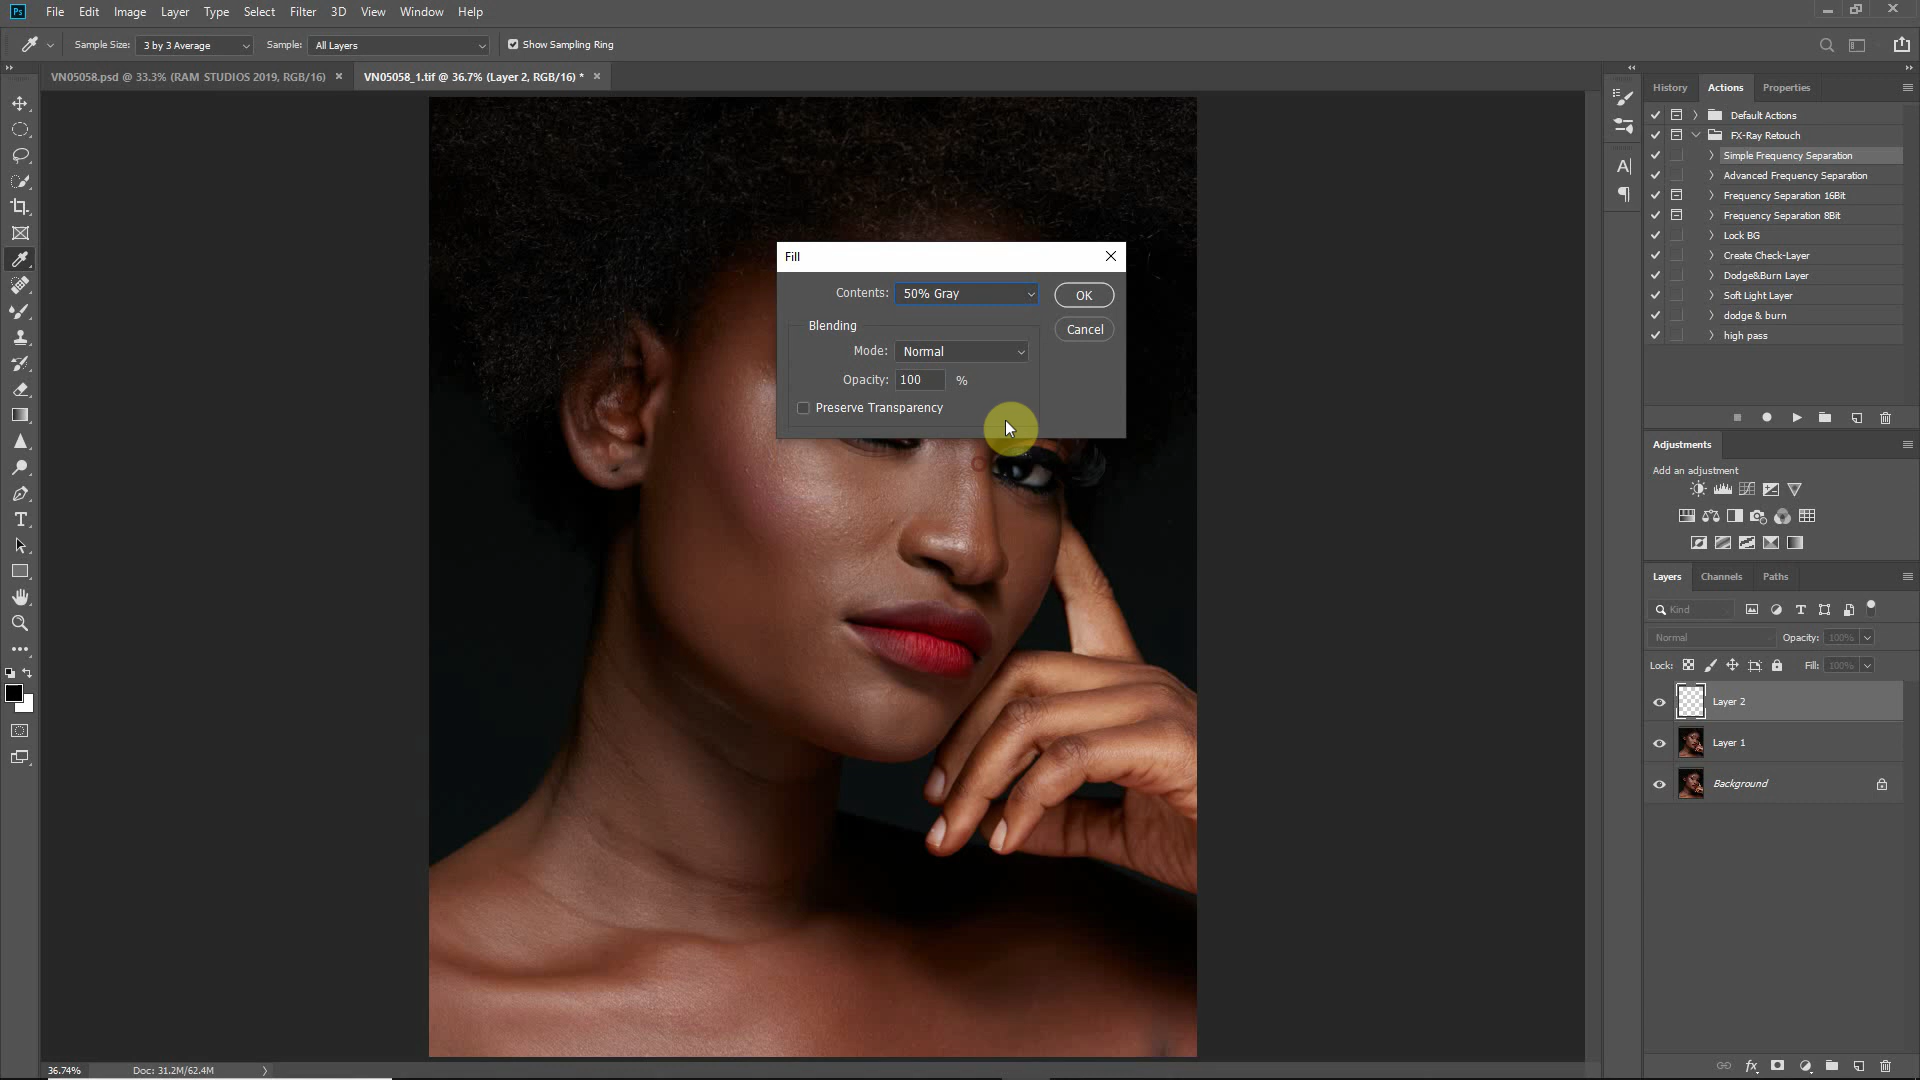 Ps File Edit Image Layer Type Select Filter 3D View Window Help
Sample Size: 3 by 3 Average Sample: All Layers Show Sampling Ring
VN05058.psd @ 33.3% (RAM STUDIOS 2019, RGB/16) × VN05058_1.tif @ 36.7% (Layer 2, RGB/16) * ×
History Actions Properties
Default Actions
FX-Ray Retouch
Simple Frequency Separation
Advanced Frequency Separation
Frequency Separation 16Bit
Frequency Separation 8Bit
Lock BG
Create Check-Layer
Dodge&Burn Layer
Soft Light Layer
dodge & burn
high pass
Fill
Contents: 50% Gray OK
Blending Cancel
Mode: Normal
Opacity: 100 %
Preserve Transparency
Adjustments
Add an adjustment
Layers Channels Paths
Kind
Normal Opacity: 100%
Lock: Fill: 100%
Layer 2
Layer 1
Background
36.74% Doc: 31.2M/62.4M